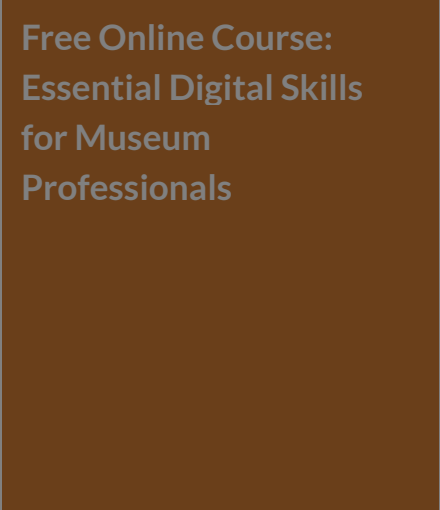 Free Online Course:
Essential Digital Skills
for Museum
Professionals